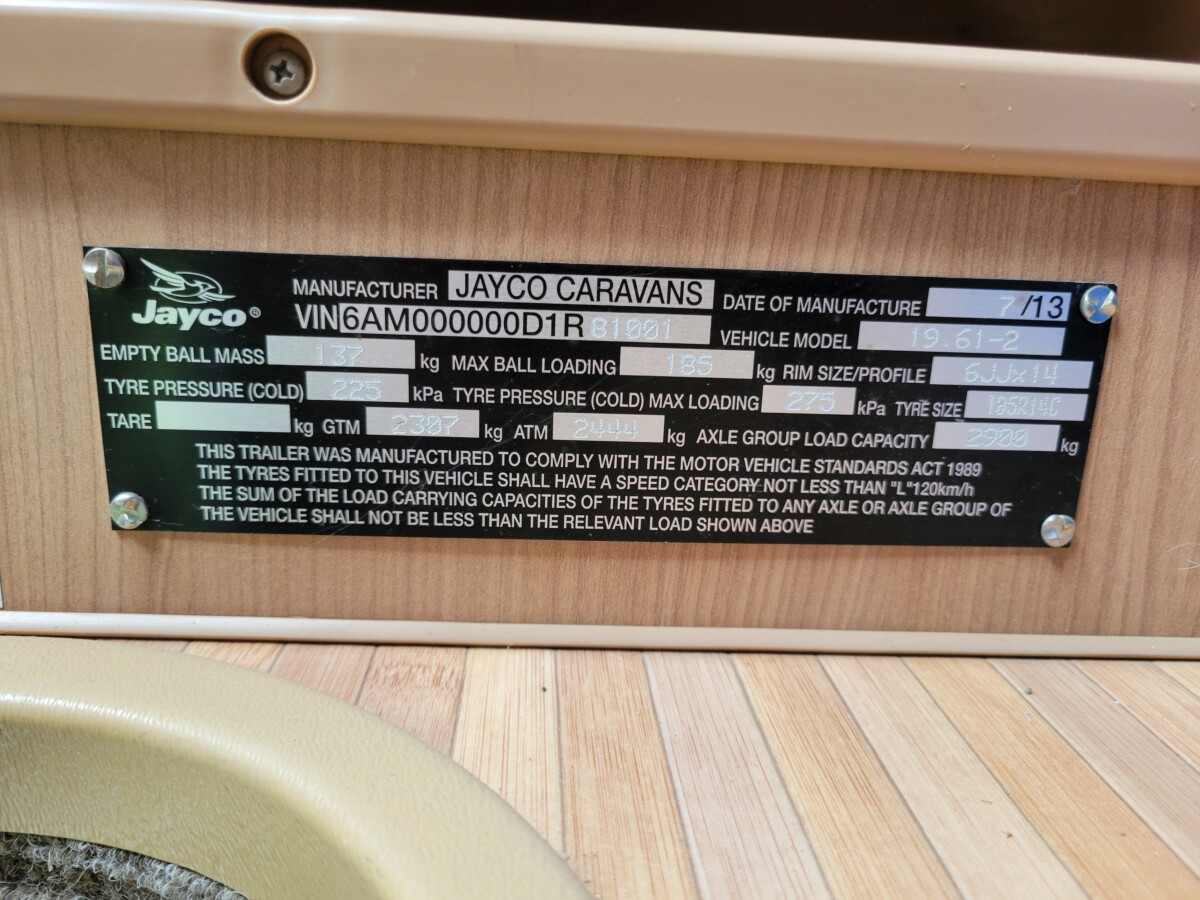 Jayco®
MANUFACTURER JAYCO CARAVANS DATE OF MANUFACTURE 7/13
VIN 6AM000000D1R81001 VEHICLE MODEL 19.61-2
EMPTY BALL MASS 137 kg MAX BALL LOADING 185 kg RIM SIZE/PROFILE 6JJx14
TYRE PRESSURE (COLD) 225 kPa TYRE PRESSURE (COLD) MAX LOADING 275 kPa TYRE SIZE 185R14C
TARE kg GTM 2307 kg ATM 2444 kg AXLE GROUP LOAD CAPACITY 2900 kg
THIS TRAILER WAS MANUFACTURED TO COMPLY WITH THE MOTOR VEHICLE STANDARDS ACT 1989
THE TYRES FITTED TO THIS VEHICLE SHALL HAVE A SPEED CATEGORY NOT LESS THAN "L"120km/h
THE SUM OF THE LOAD CARRYING CAPACITIES OF THE TYRES FITTED TO ANY AXLE OR AXLE GROUP OF
THE VEHICLE SHALL NOT BE LESS THAN THE RELEVANT LOAD SHOWN ABOVE